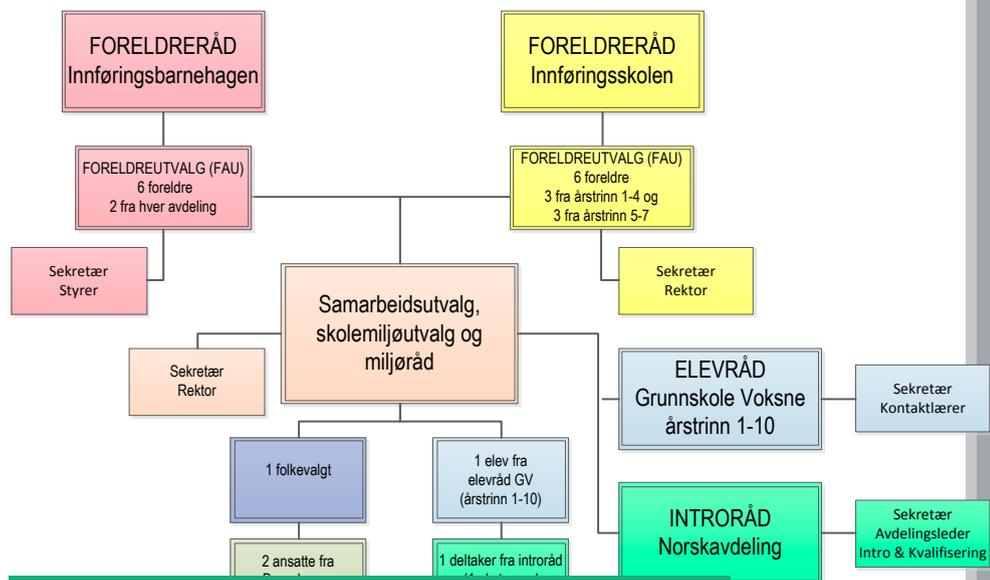 FORELDRERÅD
Innføringsbarnehagen
FORELDRERÅD
Innføringsskolen
FORELDREUTVALG (FAU)
6 foreldre
2 fra hver avdeling
FORELDREUTVALG (FAU)
6 foreldre
3 fra årstrinn 1-4 og
3 fra årstrinn 5-7
Sekretær
Styrer
Sekretær
Rektor
Samarbeidsutvalg,
skolemiljøutvalg og
miljøråd
Sekretær
Rektor
ELEVRÅD
Grunnskole Voksne
årstrinn 1-10
Sekretær
Kontaktlærer
1 folkevalgt
1 elev fra
elevråd GV
(årstrinn 1-10)
INTRORÅD
Norskavdeling
Sekretær
Avdelingsleder
Intro & Kvalifisering
2 ansatte fra
1 deltaker fra introråd